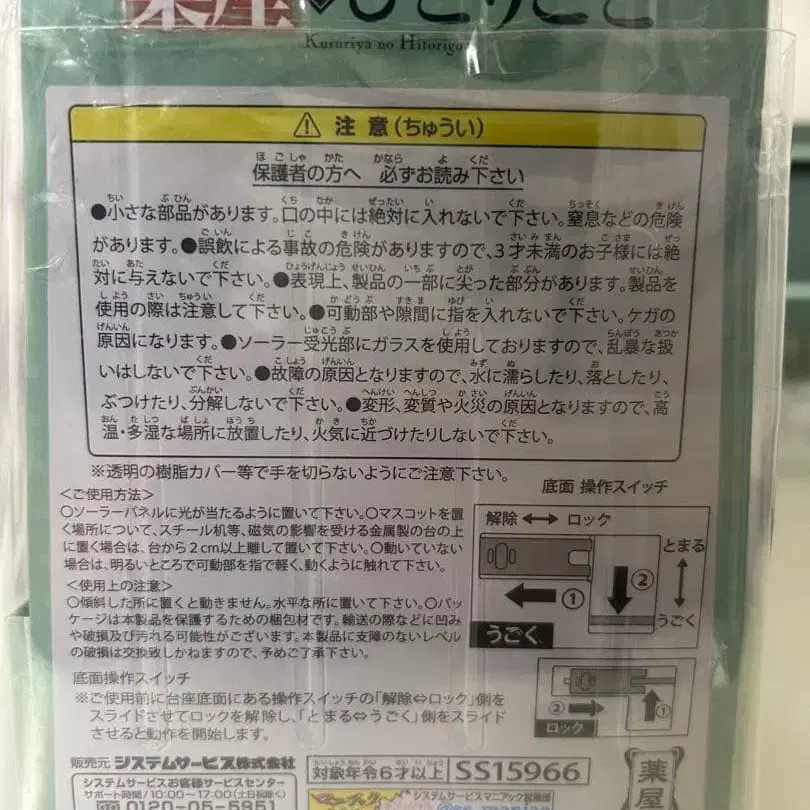 薬屋のひとりごと
Kusuriya no Hitorigo
⚠ 注意(ちゅうい)
保護者の方へ 必ずお読み下さい
●小さな部品があります。口の中には絶対に入れないで下さい。窒息などの危険
があります。●誤飲による事故の危険がありますので、3才未満のお子様には絶
対に与えないで下さい。●表現上、製品の一部に尖った部分があります。製品を
使用の際は注意して下さい。●可動部や隙間に指を入れないで下さい。ケガの
原因になります。●ソーラー受光部にガラスを使用しておりますので、乱暴な扱
いはしないで下さい。●故障の原因となりますので、水に濡らしたり、落としたり、
ぶつけたり、分解しないで下さい。●変形、変質や火災の原因となりますので、高
温・多湿な場所に放置したり、火気に近づけたりしないで下さい。
※透明の樹脂カバー等で手を切らないようにご注意下さい。
<ご使用方法>
○ソーラーパネルに光が当たるように置いて下さい。○マスコットを置
く場所について、スチール机等、磁気の影響を受ける金属製の台の上
に置く場合は、台から2cm以上離して置いて下さい。○動いていない
場合は、明るいところで可動部を指で軽く、動くように触れて下さい。
<使用上の注意>
○傾斜した所に置くと動きません。水平な所に置いて下さい。○パッ
ケージは本製品を保護するための梱包材です。輸送の際などに凹み
や破損及び汚れる可能性がございます。本製品に支障のないレベル
の破損は交換致しかねますので、予めご了承下さい。
底面操作スイッチ
※ご使用前に台座底面にある操作スイッチの「解除⇔ロック」側を
スライドさせてロックを解除し、「とまる⇔うごく」側をスライド
させると動作を開始します。
底面 操作スイッチ
解除 ↔ ロック
とまる
②
①
うごく
うごく
②
①
ロック
販売元 システムサービス株式会社
システムサービスお客様サービスセンター
サポート時間/10:00〜17:00(土日祝除く)
0120-05-5951
対象年令6才以上
SS15966
システムサービスマニアック営業部
薬屋